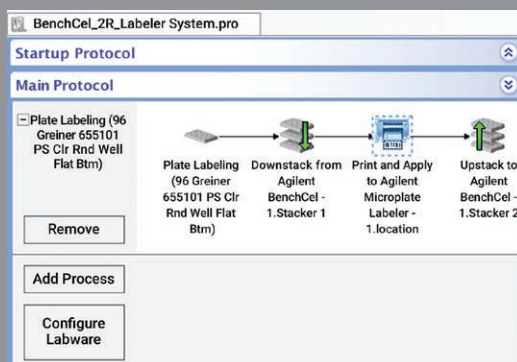 BenchCel_2R_Labeler System.pro
Startup Protocol
Main Protocol
Plate Labeling (96
Greiner 655101
PS Clr Rnd Well
Flat Btm)
Remove
Plate Labeling
(96 Greiner
655101 PS Clr
Rnd Well Flat
Btm)
Downstack from
Agilent
BenchCel -
1.Stacker 1
Print and Apply
to Agilent
Microplate
Labeler -
1.location
Upstack to
Agilent
BenchCel -
1.Stacker 2
Add Process
Configure
Labware